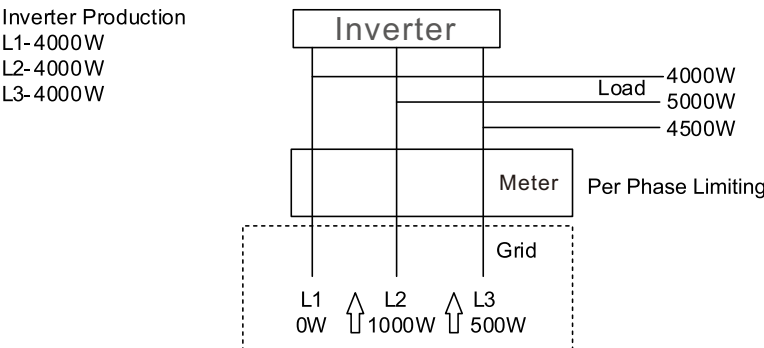 Inverter Production
L1-4000W
L2-4000W
L3-4000W
Inverter
Load
4000W
5000W
4500W
Meter
Per Phase Limiting
Grid
L1
L2
L3
0W
1000W
500W